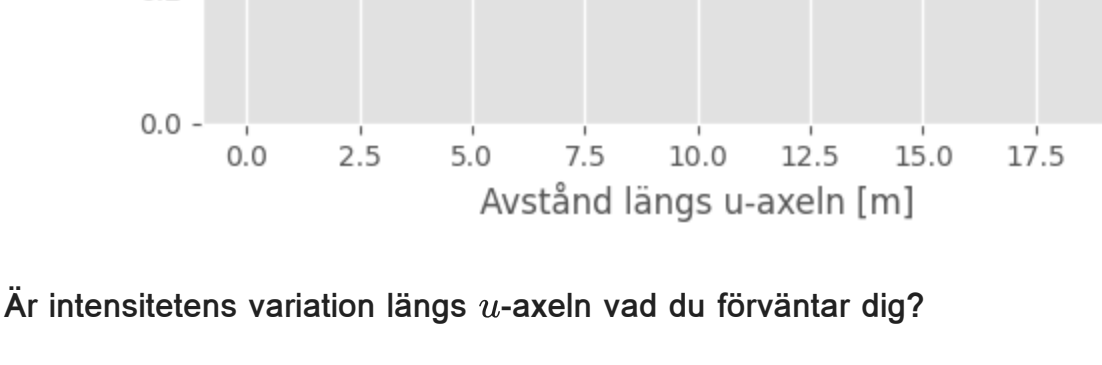 0.0
0.0 2.5 5.0 7.5 10.0 12.5 15.0 17.5
Avstånd längs u-axeln [m]
Är intensitetens variation längs u-axeln vad du förväntar dig?